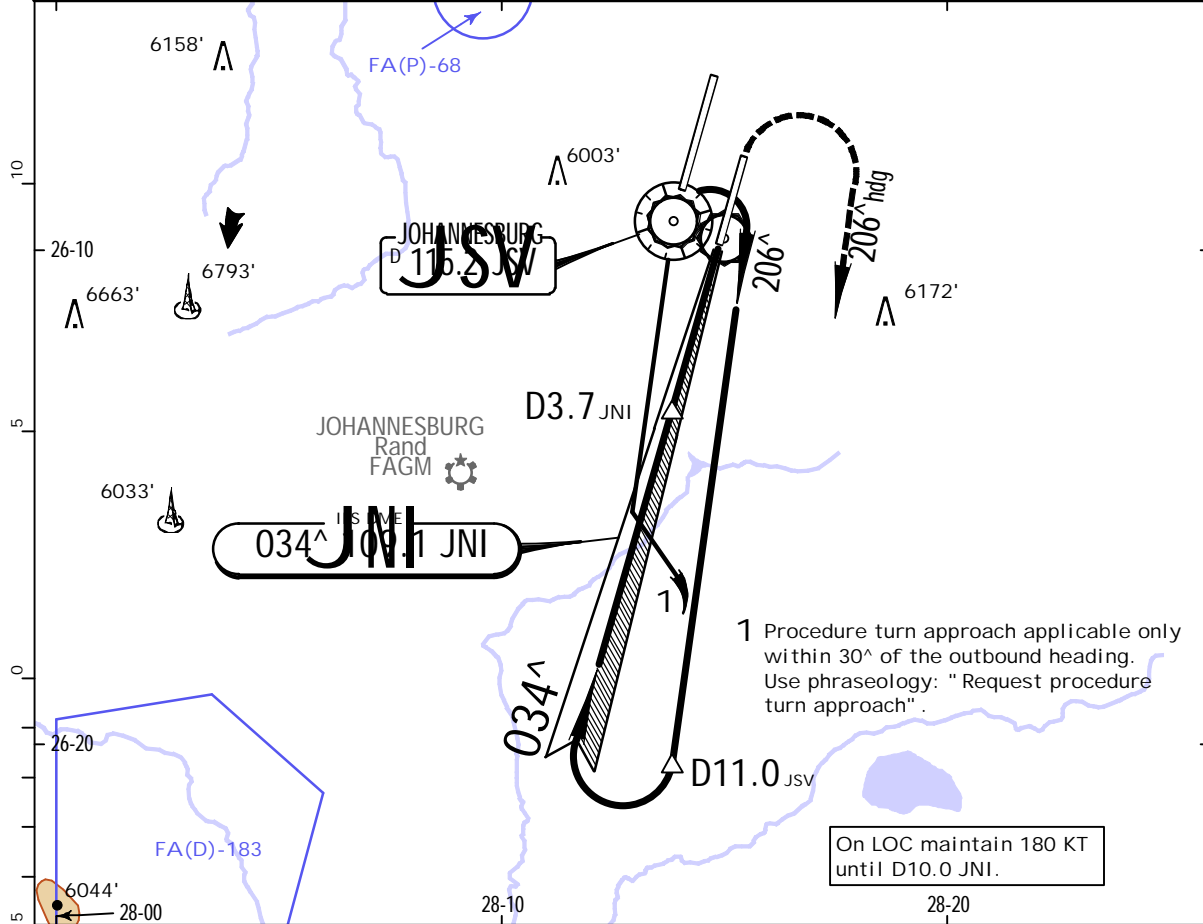 6158'
FA(P)-68
6003'
10
JOHANNESBURG
D 115.2 JSV
JSV
206^
206^hdg
26-10
6793'
6663'
6172'
D3.7 JNI
5
JOHANNESBURG
Rand
FAGM
6033'
ILS DME
034^ 109.1 JNI
JNI
1
1 Procedure turn approach applicable only
within 30^ of the outbound heading.
Use phraseology: "Request procedure
turn approach".
0
034^
26-20
D11.0 JSV
FA(D)-183
On LOC maintain 180 KT
until D10.0 JNI.
6044'
28-00
28-10
28-20
5